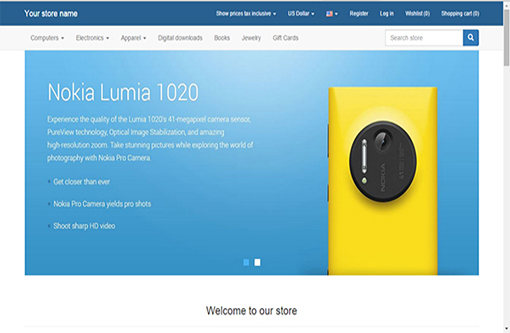 Your store name
Show prices tax inclusive
US Dollar
Register
Log in
Wishlist (0)
Shopping cart (0)
Computers
Electronics
Apparel
Digital downloads
Books
Jewelry
Gift Cards
Search store
Nokia Lumia 1020
Experience the quality of the Lumia 1020's 41-megapixel camera sensor,
PureView technology, Optical Image Stabilization, and amazing
high-resolution zoom. Take stunning pictures while exploring the world of
photography with Nokia Pro Camera.
Get closer than ever
Nokia Pro Camera yields pro shots
Shoot sharp HD video
NOKIA
Welcome to our store